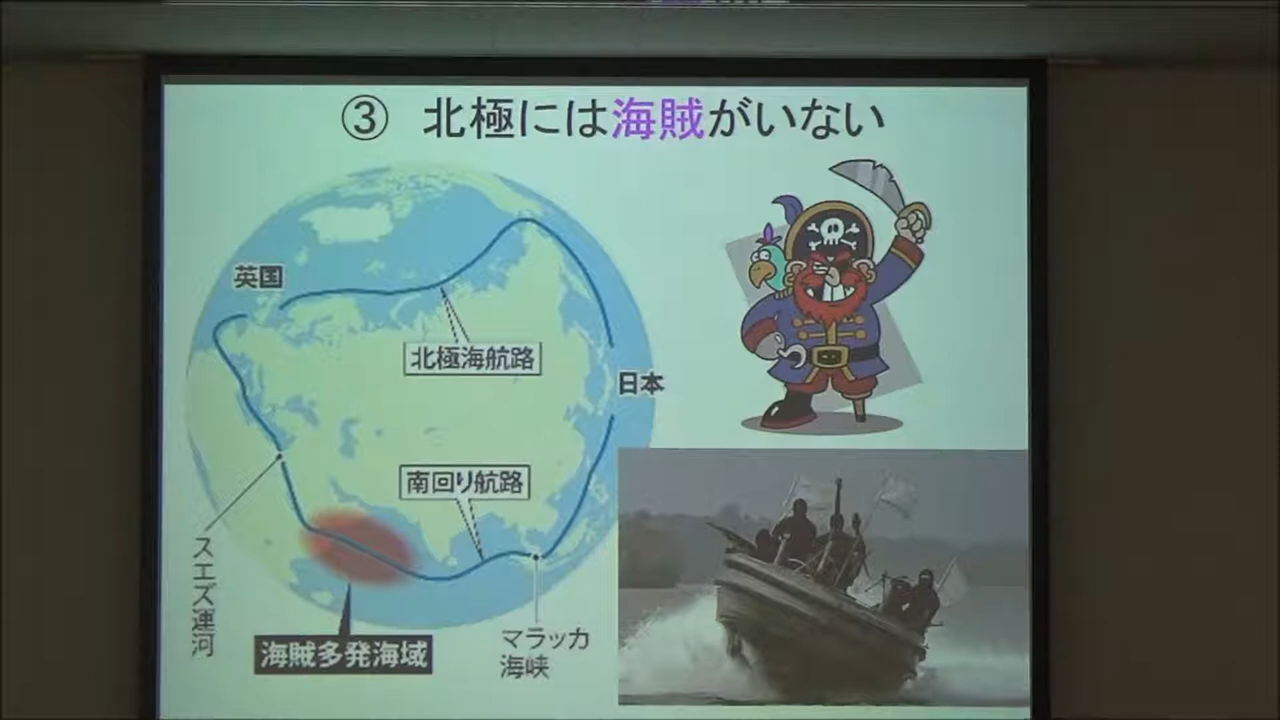 ③ 北極には海賊がいない
英国
北極海航路
日本
南回り航路
スエズ運河
海賊多発海域
マラッカ
海峡